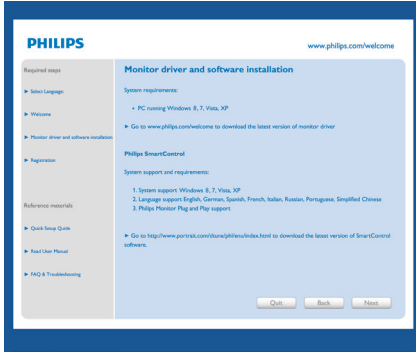 PHILIPS
www.philips.com/welcome
Required steps
► Select Language:
► Welcome
► Monitor driver and software installation
► Registration
Reference materials
► Quick Setup Guide
► Read User Manual
► FAQ & Troubleshooting
Monitor driver and software installation
System requirements:
• PC running Windows 8, 7, Vista, XP
► Go to www.philips.com/welcome to download the latest version of monitor driver
Philips SmartControl
System support and requirements:
1. System support Windows 8, 7, Vista, XP
2. Language support English, German, Spanish, French, Italian, Russian, Portuguese, Simplified Chinese
3. Philips Monitor Plug and Play support
► Go to http://www.portrait.com/dtune/phl/enu/index.html to download the latest version of SmartControl
software.
Quit Back Next